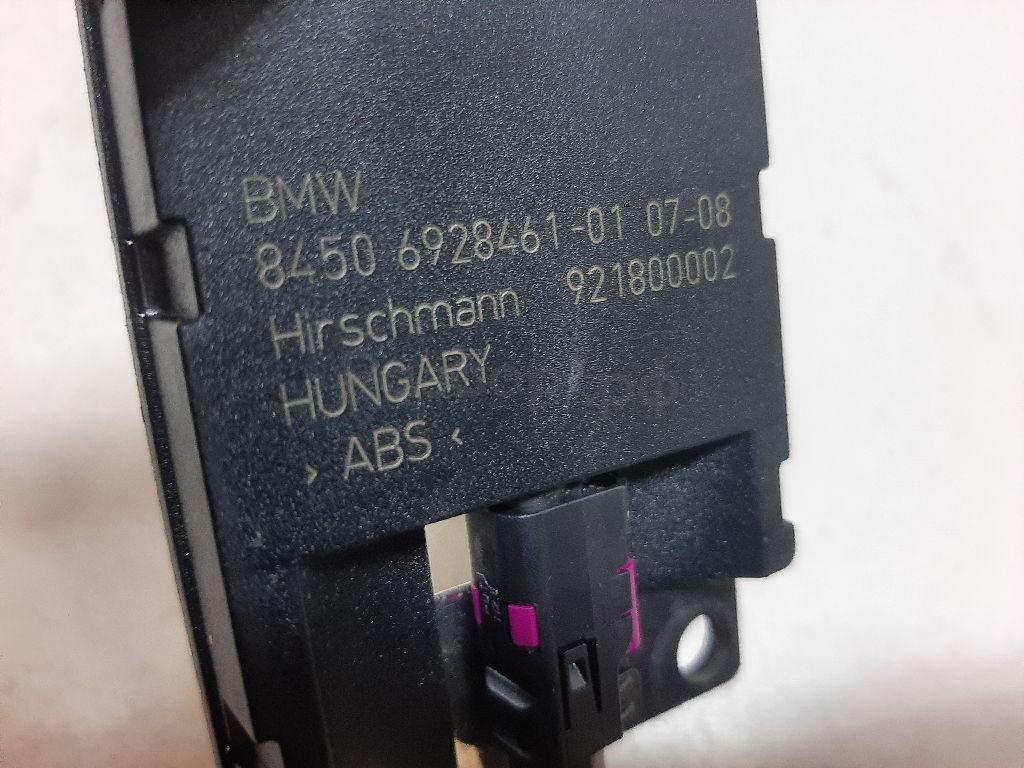 BMW
8450 6928461-01 07-08
Hirschmann 921800002
HUNGARY
> ABS <